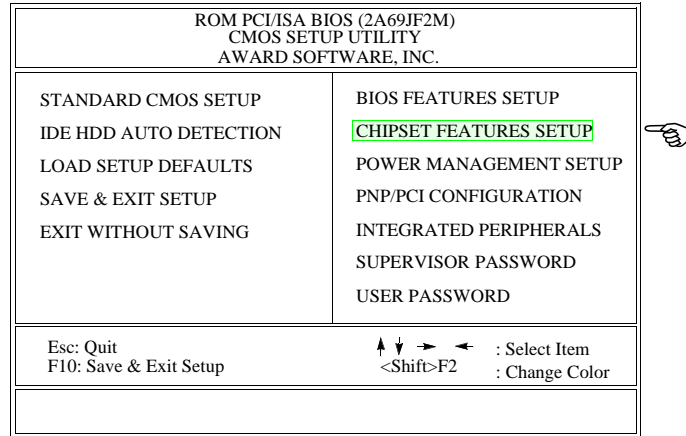 ROM PCI/ISA BIOS (2A69JF2M)
CMOS SETUP UTILITY
AWARD SOFTWARE, INC.
STANDARD CMOS SETUP
IDE HDD AUTO DETECTION
LOAD SETUP DEFAULTS
SAVE & EXIT SETUP
EXIT WITHOUT SAVING
BIOS FEATURES SETUP
CHIPSET FEATURES SETUP
POWER MANAGEMENT SETUP
PNP/PCI CONFIGURATION
INTEGRATED PERIPHERALS
SUPERVISOR PASSWORD
USER PASSWORD
Esc: Quit
F10: Save & Exit Setup
: Select Item
<Shift>F2 : Change Color